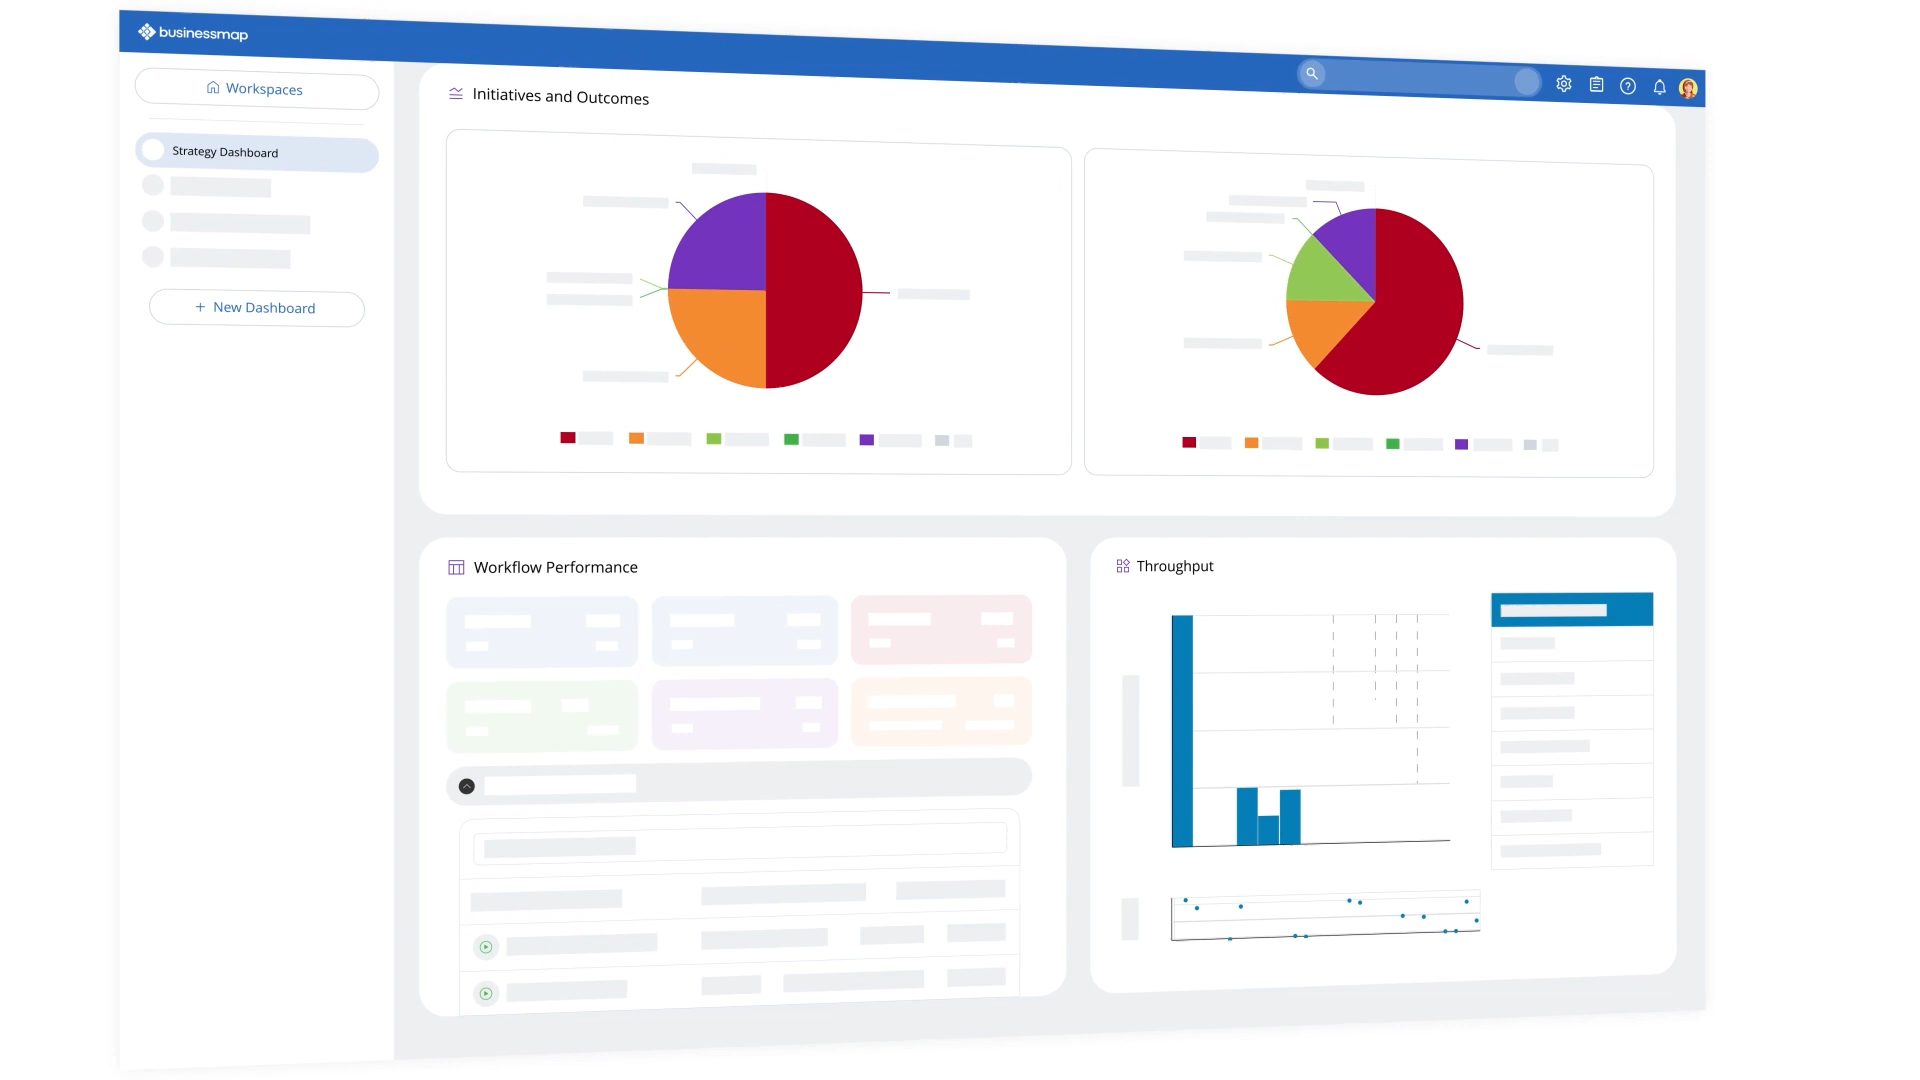 businessmap
Workspaces
Strategy Dashboard
+ New Dashboard
Initiatives and Outcomes
Workflow Performance
Throughput